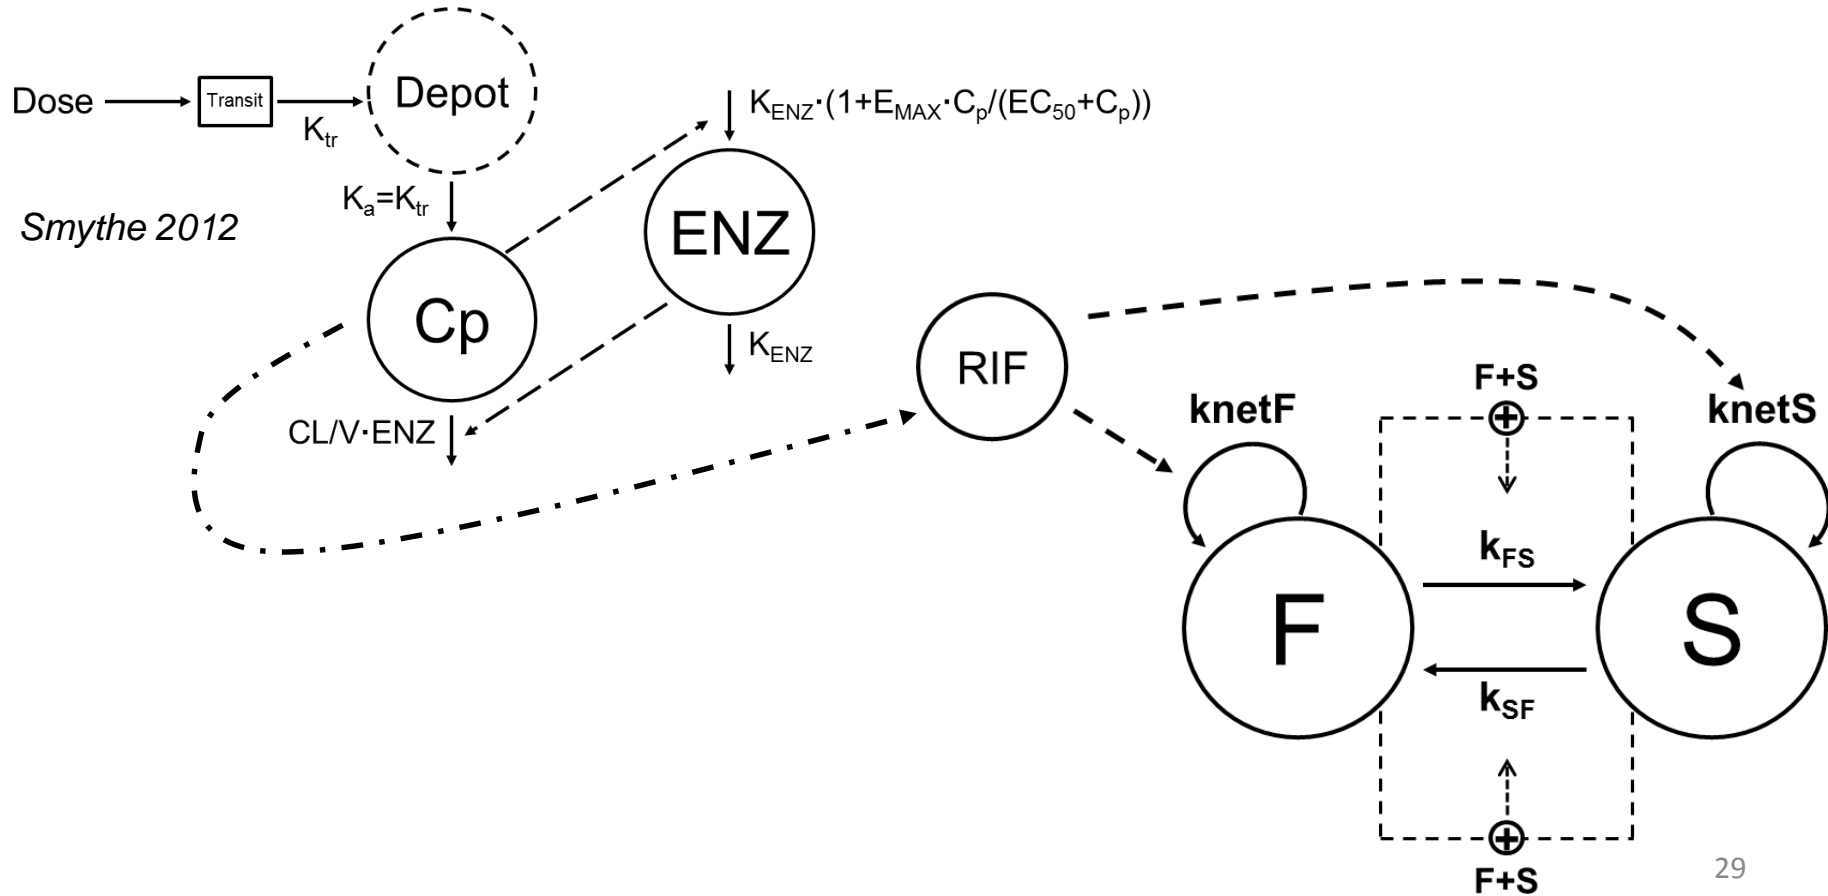 Dose
Transit
Ktr
Depot
Ka=Ktr
Smythe 2012
KENZ·(1+EMAX·Cp/(EC50+Cp))
ENZ
KENZ
Cp
CL/V·ENZ
RIF
knetF
F+S
knetS
F
kFS
kSF
S
F+S
29